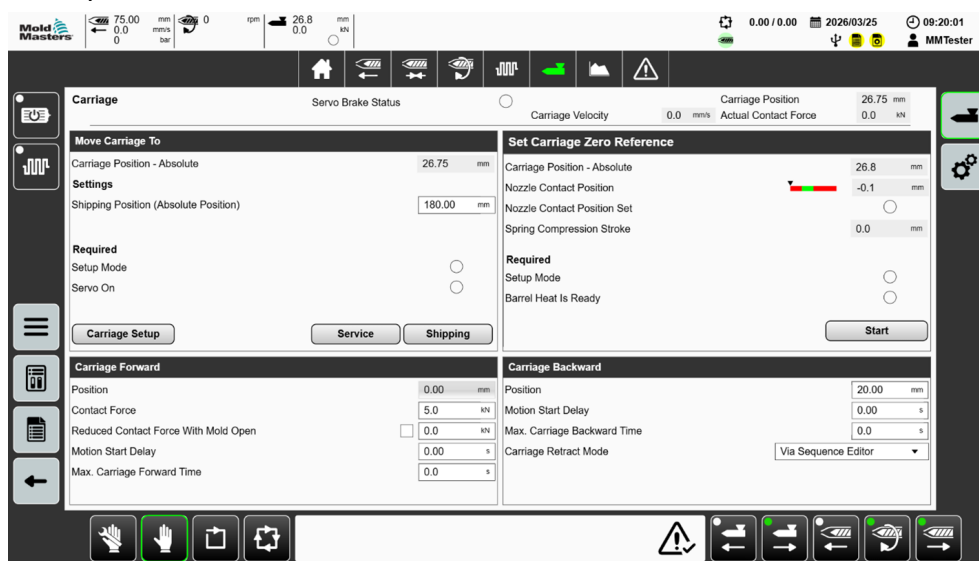 Mold Masters 75.00 mm 0 rpm 26.8 mm 0.00 / 0.00 2026/03/25 09:20:01
0.0 mm/s 0.0 kN
0 bar MMTester
Carriage Servo Brake Status Carriage Position 26.75 mm
Carriage Velocity 0.0 mm/s Actual Contact Force 0.0 kN
Move Carriage To
Carriage Position - Absolute 26.75 mm
Settings
Shipping Position (Absolute Position) 180.00 mm
Required
Setup Mode
Servo On
Carriage Setup Service Shipping
Set Carriage Zero Reference
Carriage Position - Absolute 26.8 mm
Nozzle Contact Position -0.1 mm
Nozzle Contact Position Set
Spring Compression Stroke 0.0 mm
Required
Setup Mode
Barrel Heat Is Ready
Start
Carriage Forward
Position 0.00 mm
Contact Force 5.0 kN
Reduced Contact Force With Mold Open 0.0 kN
Motion Start Delay 0.00 s
Max. Carriage Forward Time 0.0 s
Carriage Backward
Position 20.00 mm
Motion Start Delay 0.00 s
Max. Carriage Backward Time 0.0 s
Carriage Retract Mode Via Sequence Editor